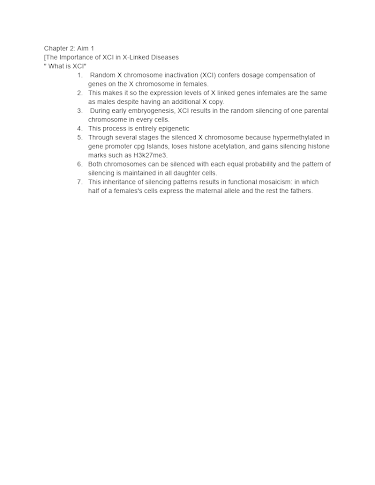 Chapter 2: Aim 1
[The Importance of XCI in X-Linked Diseases
* What is XCI*
1. Random X chromosome inactivation (XCI) confers dosage compensation of
genes on the X chromosome in females.
2. This makes it so the expression levels of X linked genes infemales are the same
as males despite having an additional X copy.
3. During early embryogenesis, XCI results in the random silencing of one parental
chromosome in every cells.
4. This process is entirely epigenetic .
5. Through several stages the silenced X chromosome because hypermethylated in
gene promoter cpg Islands, loses histone acetylation, and gains silencing histone
marks such as H3k27me3.
6. Both chromosomes can be silenced with each equal probability and the pattern of
silencing is maintained in all daughter cells.
7. This inheritance of silencing patterns results in functional mosaicism: in which
half of a females's cells express the maternal allele and the rest the fathers.